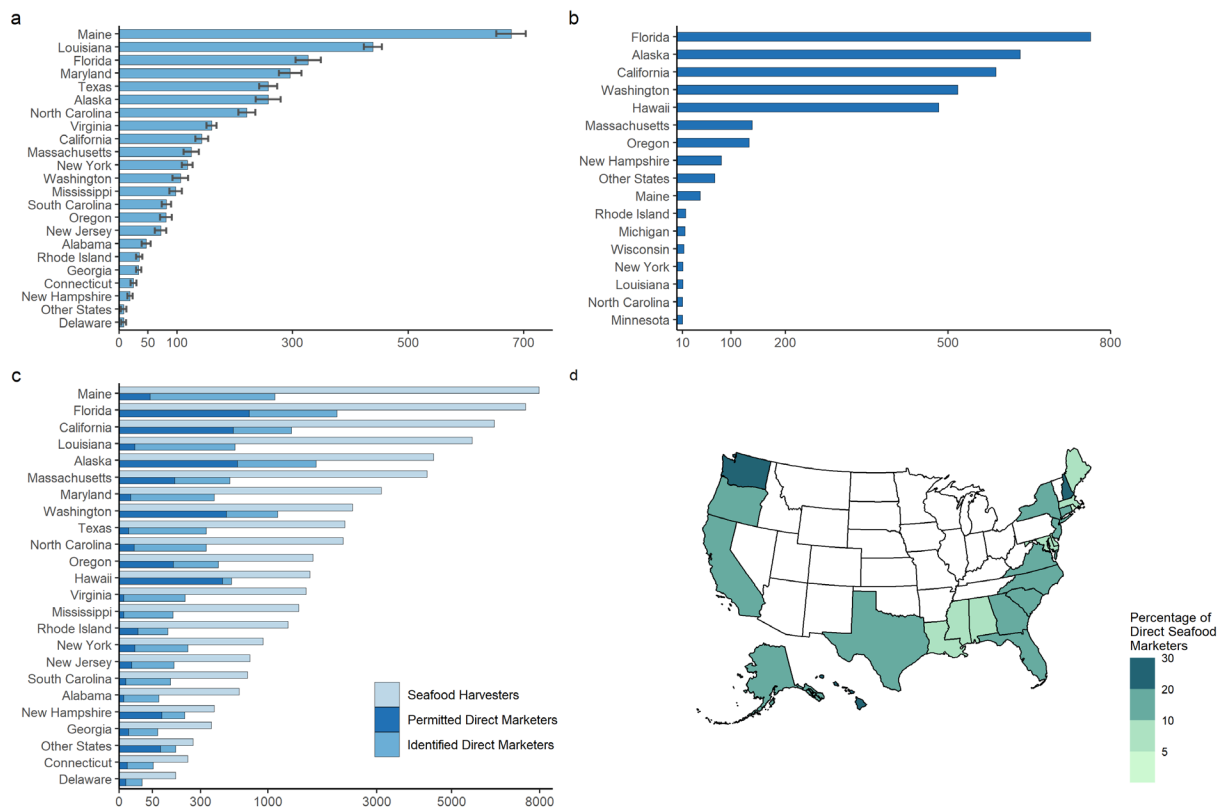 a
Maine
Louisiana
Florida
Maryland
Texas
Alaska
North Carolina
Virginia
California
Massachusetts
New York
Washington
Mississippi
South Carolina
Oregon
New Jersey
Alabama
Rhode Island
Georgia
Connecticut
New Hampshire
Other States
Delaware
0 50 100 300 500 700
b
Florida
Alaska
California
Washington
Hawaii
Massachusetts
Oregon
New Hampshire
Other States
Maine
Rhode Island
Michigan
Wisconsin
New York
Louisiana
North Carolina
Minnesota
10 100 200 500 800
c
Maine
Florida
California
Louisiana
Alaska
Massachusetts
Maryland
Washington
Texas
North Carolina
Oregon
Hawaii
Virginia
Mississippi
Rhode Island
New York
New Jersey
South Carolina
Alabama
New Hampshire
Georgia
Other States
Connecticut
Delaware
0 50 300 1000 3000 5000 8000
Seafood Harvesters
Permitted Direct Marketers
Identified Direct Marketers
d
Percentage of
Direct Seafood
Marketers
30
20
10
5